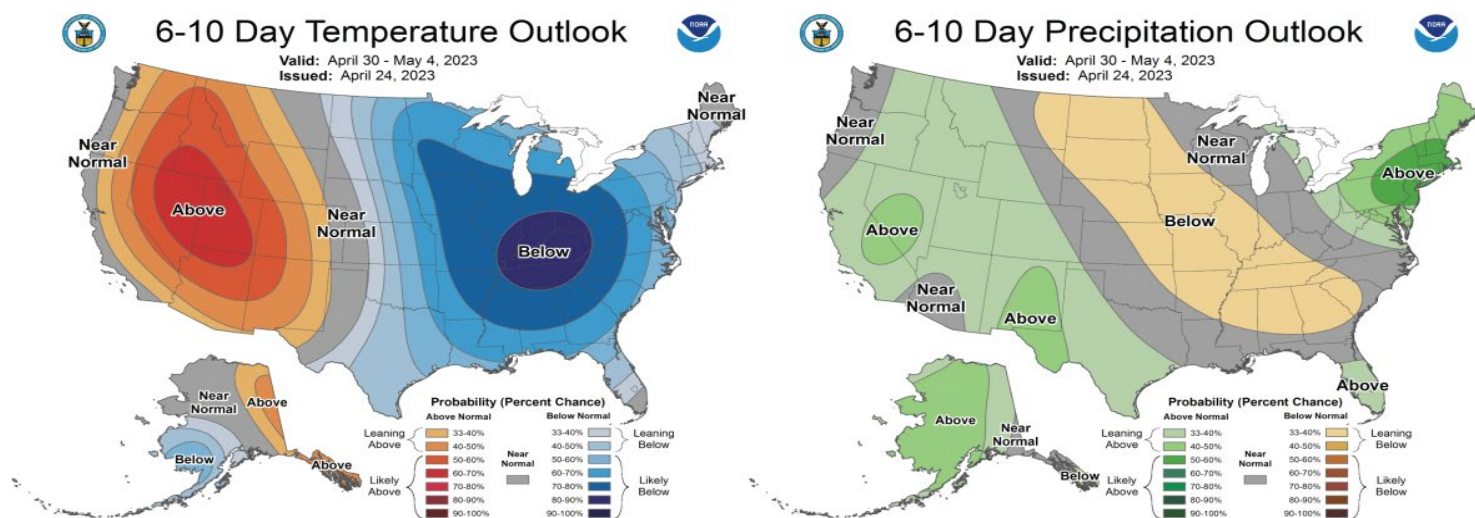 6-10 Day Temperature Outlook
Valid: April 30 - May 4, 2023
Issued: April 24, 2023
NOAA
Near
Normal
Near
Normal
Above
Near
Normal
Below
Near
Normal
Above
Below
Above
Probability (Percent Chance)
Above Normal
Below Normal
Leaning
Above
33-40%
40-50%
Likely
Above
50-60%
60-70%
70-80%
80-90%
90-100%
Near
Normal
33-40%
40-50%
Leaning
Below
50-60%
60-70%
70-80%
80-90%
90-100%
Likely
Below
6-10 Day Precipitation Outlook
Valid: April 30 - May 4, 2023
Issued: April 24, 2023
NOAA
Near
Normal
Near
Normal
Above
Above
Below
Near
Normal
Above
Above
Above
Near
Normal
Below
Probability (Percent Chance)
Above Normal
Below Normal
Leaning
Above
33-40%
40-50%
Likely
Above
50-60%
60-70%
70-80%
80-90%
90-100%
Near
Normal
33-40%
40-50%
Leaning
Below
50-60%
60-70%
70-80%
80-90%
90-100%
Likely
Below